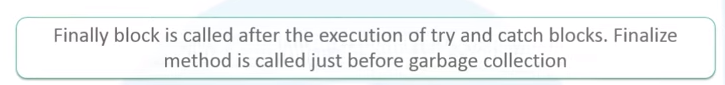 Finally block is called after the execution of try and catch blocks. Finalize
method is called just before garbage collection